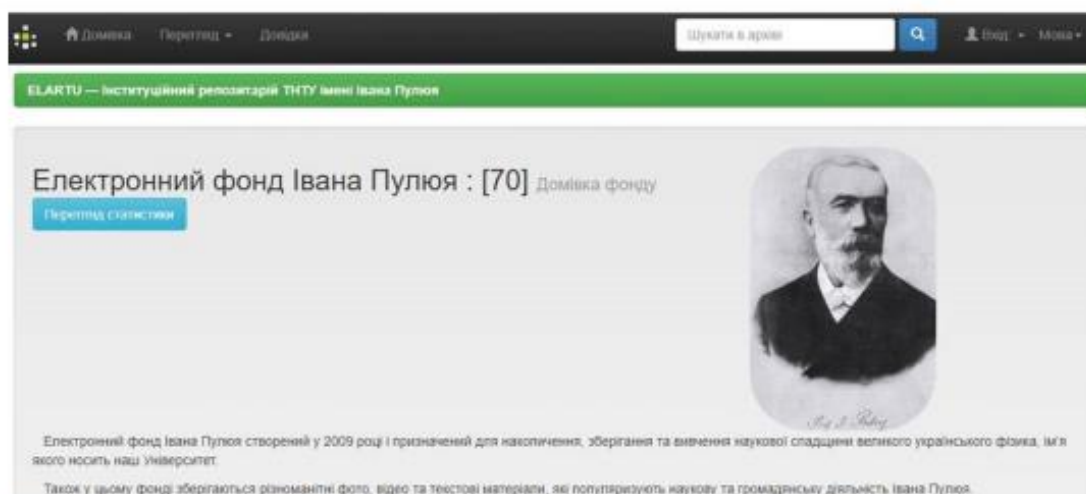 Домівка Перегляд Довідка Шукати в архіві Вхід: Мова
ELARTU — Інституційний репозитарій ТНТУ імені Івана Пулюя
Електронний фонд Івана Пулюя : [70] Домівка фонду
Перегляд статистики
Електронний фонд Івана Пулюя створений у 2009 році і призначений для накопичення, зберігання та вивчення наукової спадщини великого українського фізика, ім'я
якого носить наш Університет.
Також у цьому фонді зберігаються різноманітні фото, відео та текстові матеріали, які популяризують наукову та громадянську діяльність Івана Пулюя.